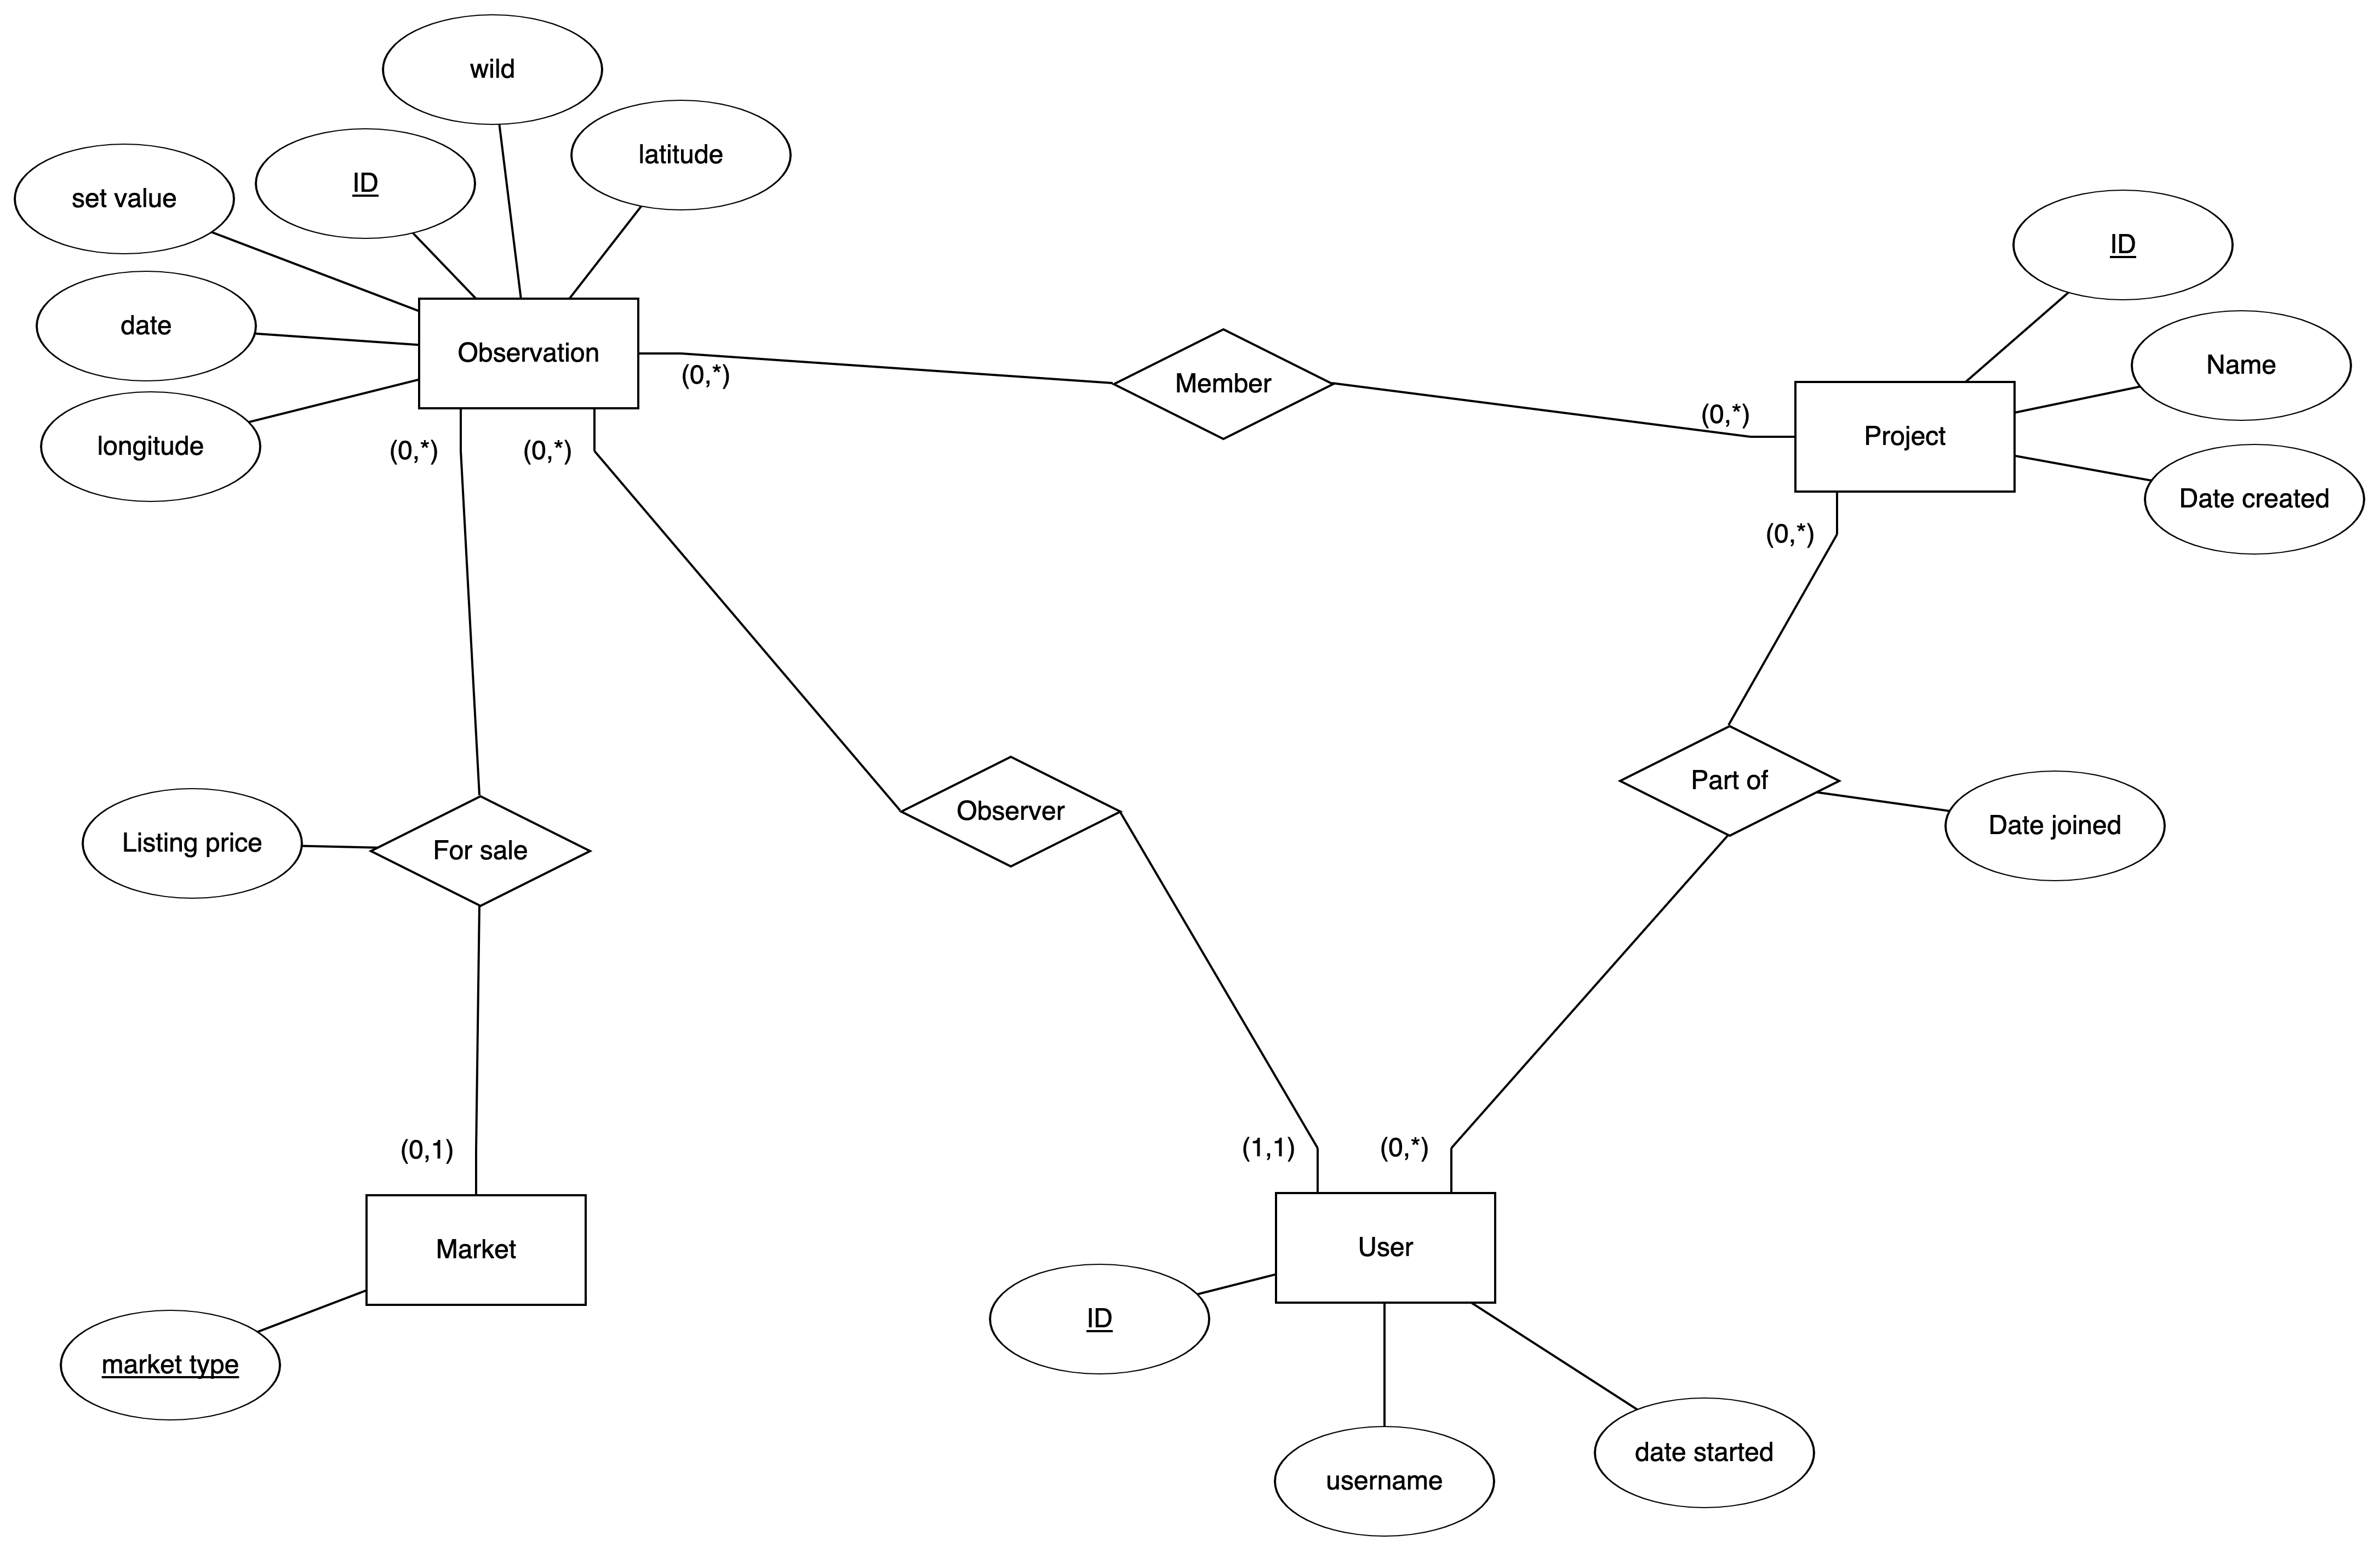 wild
latitude
ID
set value
ID
date
Observation
Name
(0,*)
Member
longitude
(0,*)
Project
(0,*)
(0,*)
Date created
(0,*)
Part of
Observer
Date joined
Listing price
For sale
(0,1)
(1,1)
(0,*)
Market
User
ID
market type
date started
username